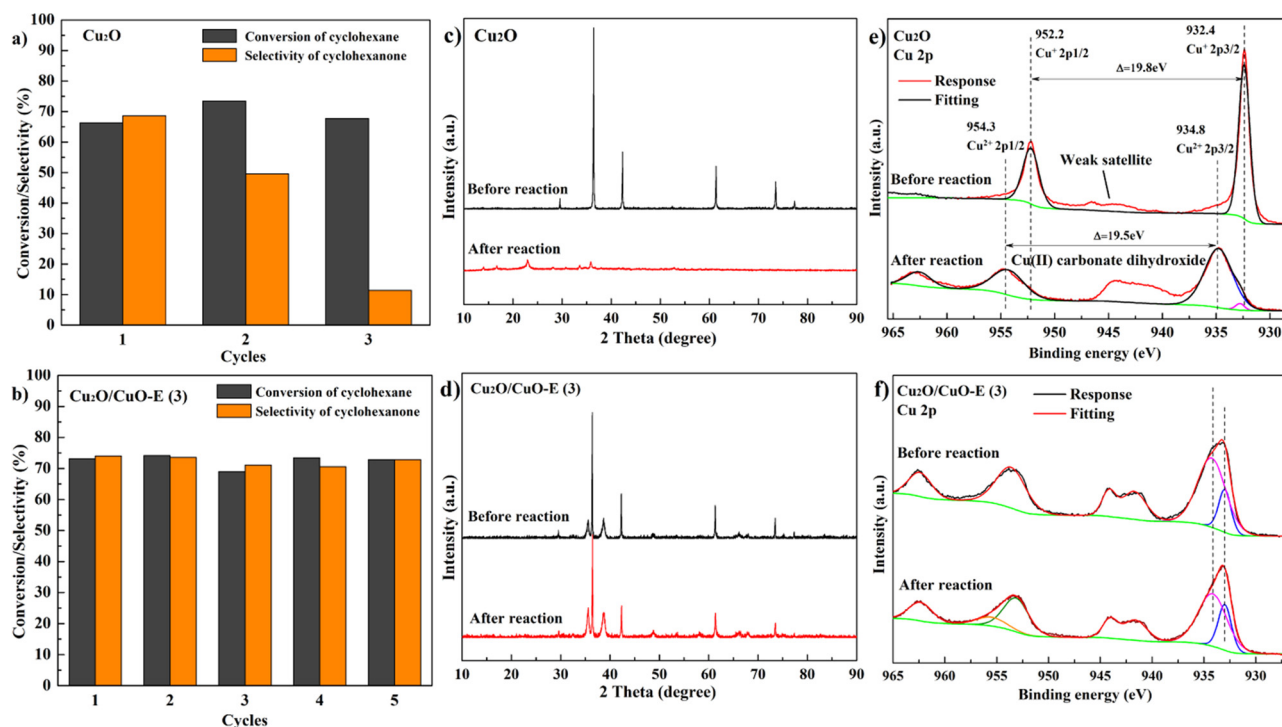 a)
Cu₂O
Conversion of cyclohexane
Selectivity of cyclohexanone
Conversion/Selectivity (%)
100
90
80
70
60
50
40
30
20
10
0
1 2 3
Cycles
b)
Cu₂O/CuO-E (3)
Conversion of cyclohexane
Selectivity of cyclohexanone
Conversion/Selectivity (%)
100
90
80
70
60
50
40
30
20
10
0
1 2 3 4 5
Cycles
c)
Cu₂O
Before reaction
After reaction
Intensity (a.u.)
10 20 30 40 50 60 70 80 90
2 Theta (degree)
d)
Cu₂O/CuO-E (3)
Before reaction
After reaction
Intensity (a.u.)
10 20 30 40 50 60 70 80 90
2 Theta (degree)
e)
Cu₂O
Cu 2p
Response
Fitting
952.2
Cu⁺ 2p1/2
932.4
Cu⁺ 2p3/2
Δ=19.8eV
954.3
Cu²⁺ 2p1/2
934.8
Cu²⁺ 2p3/2
Weak satellite
Before reaction
Δ=19.5eV
Cu(II) carbonate dihydroxide
After reaction
Intensity (a.u.)
965 960 955 950 945 940 935 930
Binding energy (eV)
f)
Cu₂O/CuO-E (3)
Cu 2p
Response
Fitting
Before reaction
After reaction
Intensity (a.u.)
965 960 955 950 945 940 935 930
Binding energy (eV)